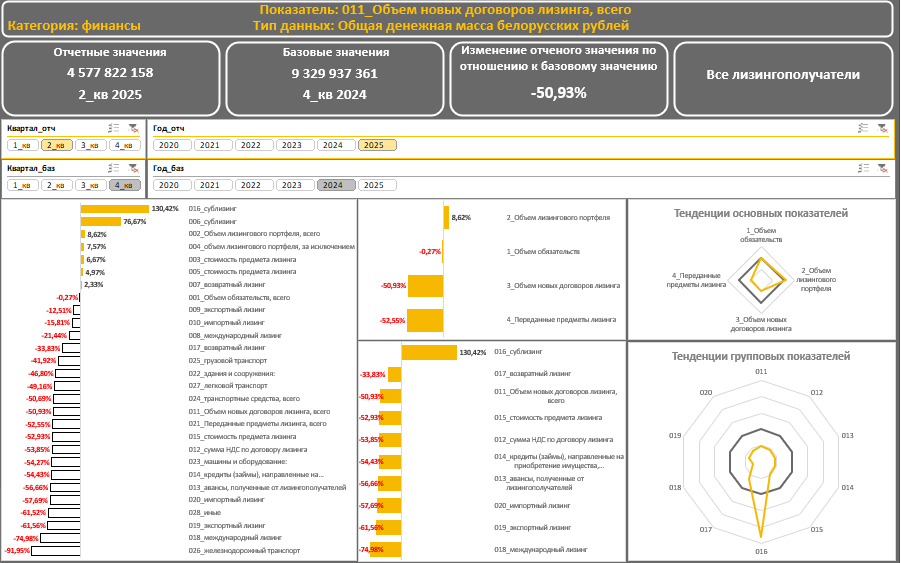 Показатель: 011_Объем новых договоров лизинга, всего
Категория: финансы
Тип данных: Общая денежная масса белорусских рублей
Отчетные значения
4 577 822 158
2_кв 2025
Базовые значения
9 329 937 361
4_кв 2024
Изменение отченого значения по
отношению к базовому значению
-50,93%
Все лизингополучатели
Квартал_отч
1_кв 2_кв 3_кв 4_кв
Год_отч
2020 2021 2022 2023 2024 2025
Квартал_баз
1_кв 2_кв 3_кв 4_кв
Год_баз
2020 2021 2022 2023 2024 2025
130,42% 016_сублизинг
76,67% 006_сублизинг
8,62% 002_Объем лизингового портфеля, всего
7,57% 004_объем лизингового портфеля, за исключением
6,67% 003_стоимость предмета лизинга
4,97% 005_стоимость предмета лизинга
2,33% 007_возвратный лизинг
-0,27% 001_Объем обязательств, всего
-12,51% 009_экспортный лизинг
-15,81% 010_импортный лизинг
-21,44% 008_международный лизинг
-33,83% 017_возвратный лизинг
-41,92% 025_грузовой транспорт
-46,80% 022_здания и сооружения:
-49,16% 027_легковой транспорт
-50,69% 024_транспортные средства, всего
-50,93% 011_Объем новых договоров лизинга, всего
-52,55% 021_Переданные предметы лизинга, всего
-52,93% 015_стоимость предмета лизинга
-53,85% 012_сумма НДС по договору лизинга
-54,27% 023_машины и оборудование:
-54,43% 014_кредиты (займы), направленные на...
-56,66% 013_авансы, полученные от лизингополучателей
-57,69% 020_импортный лизинг
-61,52% 028_иные
-61,56% 019_экспортный лизинг
-74,98% 018_международный лизинг
-91,95% 026_железнодорожный транспорт
8,62% 2_Объем лизингового портфеля
-0,27% 1_Объем обязательств
-50,93% 3_Объем новых договоров лизинга
-52,55% 4_Переданные предметы лизинга
130,42% 016_сублизинг
-33,83% 017_возвратный лизинг
-50,93% 011_Объем новых договоров лизинга,
всего
-52,93% 015_стоимость предмета лизинга
-53,85% 012_сумма НДС по договору лизинга
-54,43% 014_кредиты (займы), направленные на
приобретение имущества,...
-56,66% 013_авансы, полученные от
лизингополучателей
-57,69% 020_импортный лизинг
-61,56% 019_экспортный лизинг
-74,98% 018_международный лизинг
Тенденции основных показателей
1_Объем
обязательств
2_Объем
лизингового
портфеля
3_Объем новых
договоров лизинга
4_Переданные
предметы лизинга
Тенденции групповых показателей
011
012
013
014
015
016
017
018
019
020